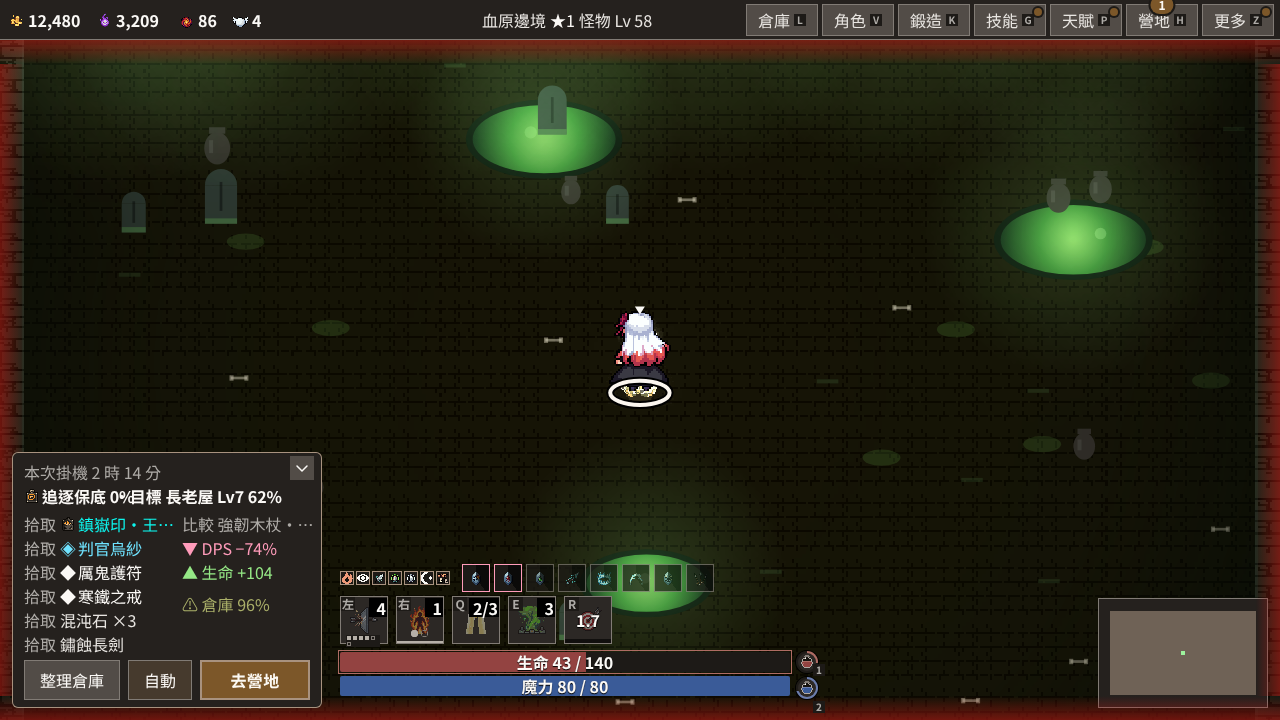 12,480 3,209 86 4
血原邊境 ★1 怪物 Lv 58
倉庫 L 角色 V 鍛造 K 技能 G 天賦 P 營地 H 1 更多 Z
本次掛機 2 時 14 分
追逐保底 0% 目標 長老屋 Lv7 62%
拾取 鎮嶽印・王… 比較 強韌木杖・…
拾取 判官烏紗 ▼ DPS −74%
拾取 ◆厲鬼護符 ▲ 生命 +104
拾取 ◆寒鐵之戒 倉庫 96%
拾取 混沌石 ×3
拾取 鏽蝕長劍
整理倉庫 自動 去營地
左 4 右 1 Q 2/3 E 3 R
生命 43 / 140 1
魔力 80 / 80 2